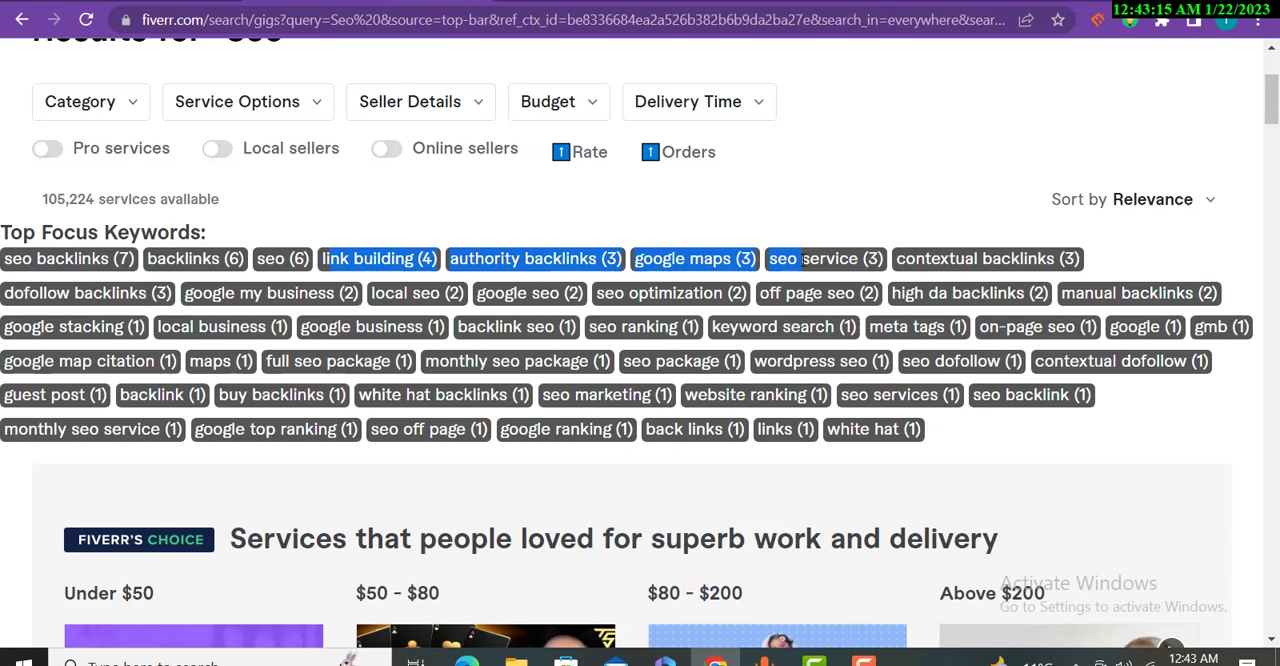 12:43:15 AM 1/22/2023
fiverr.com/search/gigs?query=Seo%20&source=top-bar&ref_ctx_id=be8336684ea2a526b382b6b9da2ba27e&search_in=everywhere&sear...
Results for
Category Service Options Seller Details Budget Delivery Time
Pro services Local sellers Online sellers ↑ Rate ↑ Orders
105,224 services available Sort by Relevance
Top Focus Keywords:
seo backlinks (7) backlinks (6) seo (6) link building (4) authority backlinks (3) google maps (3) seo service (3) contextual backlinks (3)
dofollow backlinks (3) google my business (2) local seo (2) google seo (2) seo optimization (2) off page seo (2) high da backlinks (2) manual backlinks (2)
google stacking (1) local business (1) google business (1) backlink seo (1) seo ranking (1) keyword search (1) meta tags (1) on-page seo (1) google (1) gmb (1)
google map citation (1) maps (1) full seo package (1) monthly seo package (1) seo package (1) wordpress seo (1) seo dofollow (1) contextual dofollow (1)
guest post (1) backlink (1) buy backlinks (1) white hat backlinks (1) seo marketing (1) website ranking (1) seo services (1) seo backlink (1)
monthly seo service (1) google top ranking (1) seo off page (1) google ranking (1) back links (1) links (1) white hat (1)
FIVERR'S CHOICE Services that people loved for superb work and delivery
Under $50 $50 - $80 $80 - $200 Above $200
Activate Windows
Go to Settings to activate Windows.
Type here to search 11°C 12:43 AM